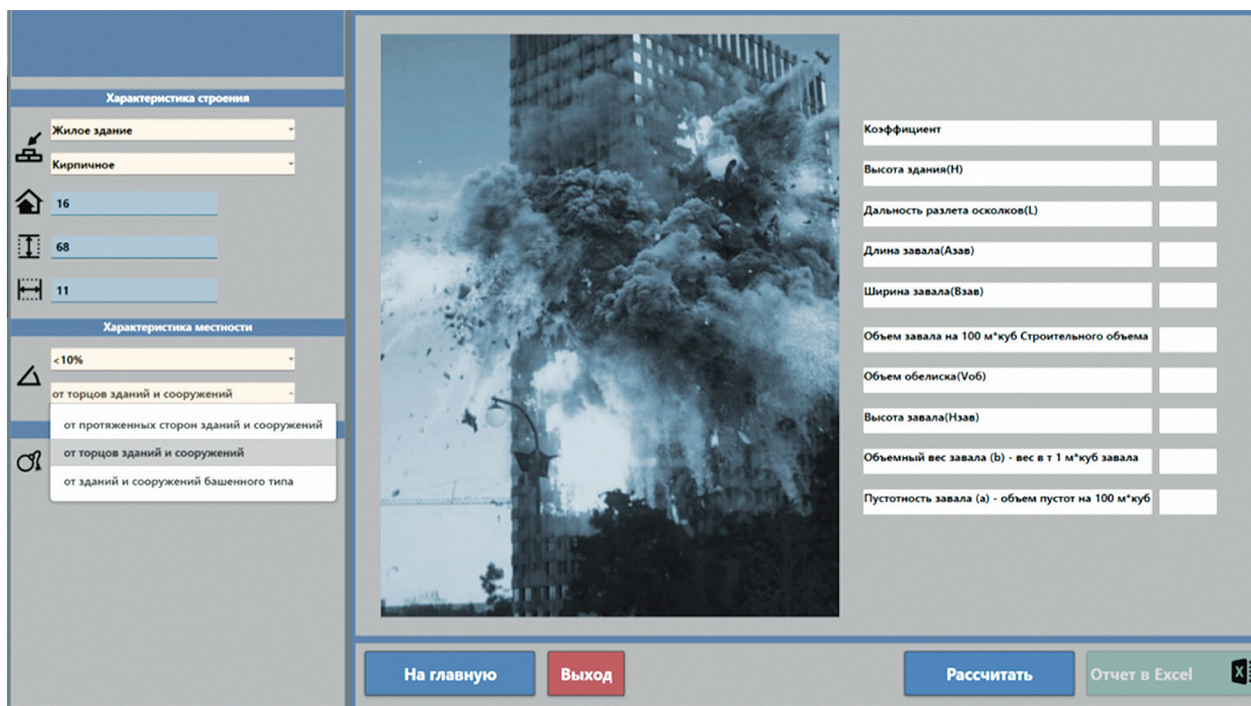 Характеристика строения
Жилое здание
Кирпичное
16
68
11
Характеристика местности
<10%
от торцов зданий и сооружений
от протяженных сторон зданий и сооружений
от торцов зданий и сооружений
от зданий и сооружений башенного типа
Коэффициент
Высота здания(Н)
Дальность разлета осколков(L)
Длина завала(Азав)
Ширина завала(Взав)
Объем завала на 100 м*куб Строительного объема
Объем обелиска(Vоб)
Высота завала(Нзав)
Объемный вес завала (b) - вес в т 1 м*куб завала
Пустотность завала (а) - объем пустот на 100 м*куб
На главную
Выход
Рассчитать
Отчет в Excel
X